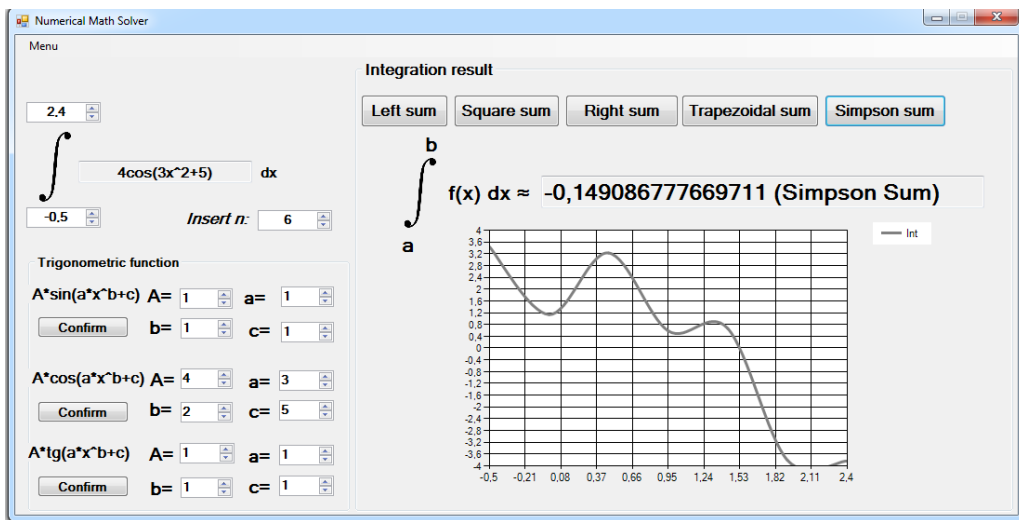 Numerical Math Solver
Menu
2,4
4cos(3x^2+5) dx
-0,5
Insert n: 6
Trigonometric function
A*sin(a*x^b+c) A= 1 a= 1
Confirm b= 1 c= 1
A*cos(a*x^b+c) A= 4 a= 3
Confirm b= 2 c= 5
A*tg(a*x^b+c) A= 1 a= 1
Confirm b= 1 c= 1
Integration result
Left sum Square sum Right sum Trapezoidal sum Simpson sum
b
f(x) dx ≈ -0,149086777669711 (Simpson Sum)
a
Int
4
3,6
3,2
2,8
2,4
2
1,6
1,2
0,8
0,4
0
-0,4
-0,8
-1,2
-1,6
-2
-2,4
-2,8
-3,2
-3,6
-4
-0,5 -0,21 0,08 0,37 0,66 0,95 1,24 1,53 1,82 2,11 2,4